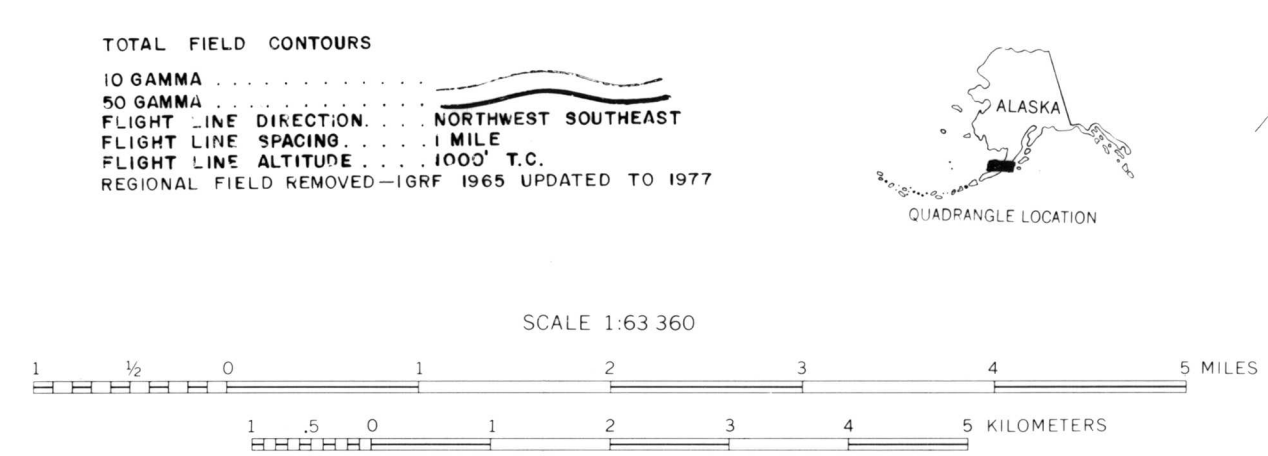 TOTAL FIELD CONTOURS
10 GAMMA . . . . . . . . . . . .
50 GAMMA . . . . . . . . . . . .
FLIGHT LINE DIRECTION. . . . NORTHWEST SOUTHEAST
FLIGHT LINE SPACING. . . . . 1 MILE
FLIGHT LINE ALTITUDE . . . . 1000' T.C.
REGIONAL FIELD REMOVED—IGRF 1965 UPDATED TO 1977
ALASKA
QUADRANGLE LOCATION
SCALE 1:63 360
1 ½ 0 1 2 3 4 5 MILES
1 .5 0 1 2 3 4 5 KILOMETERS